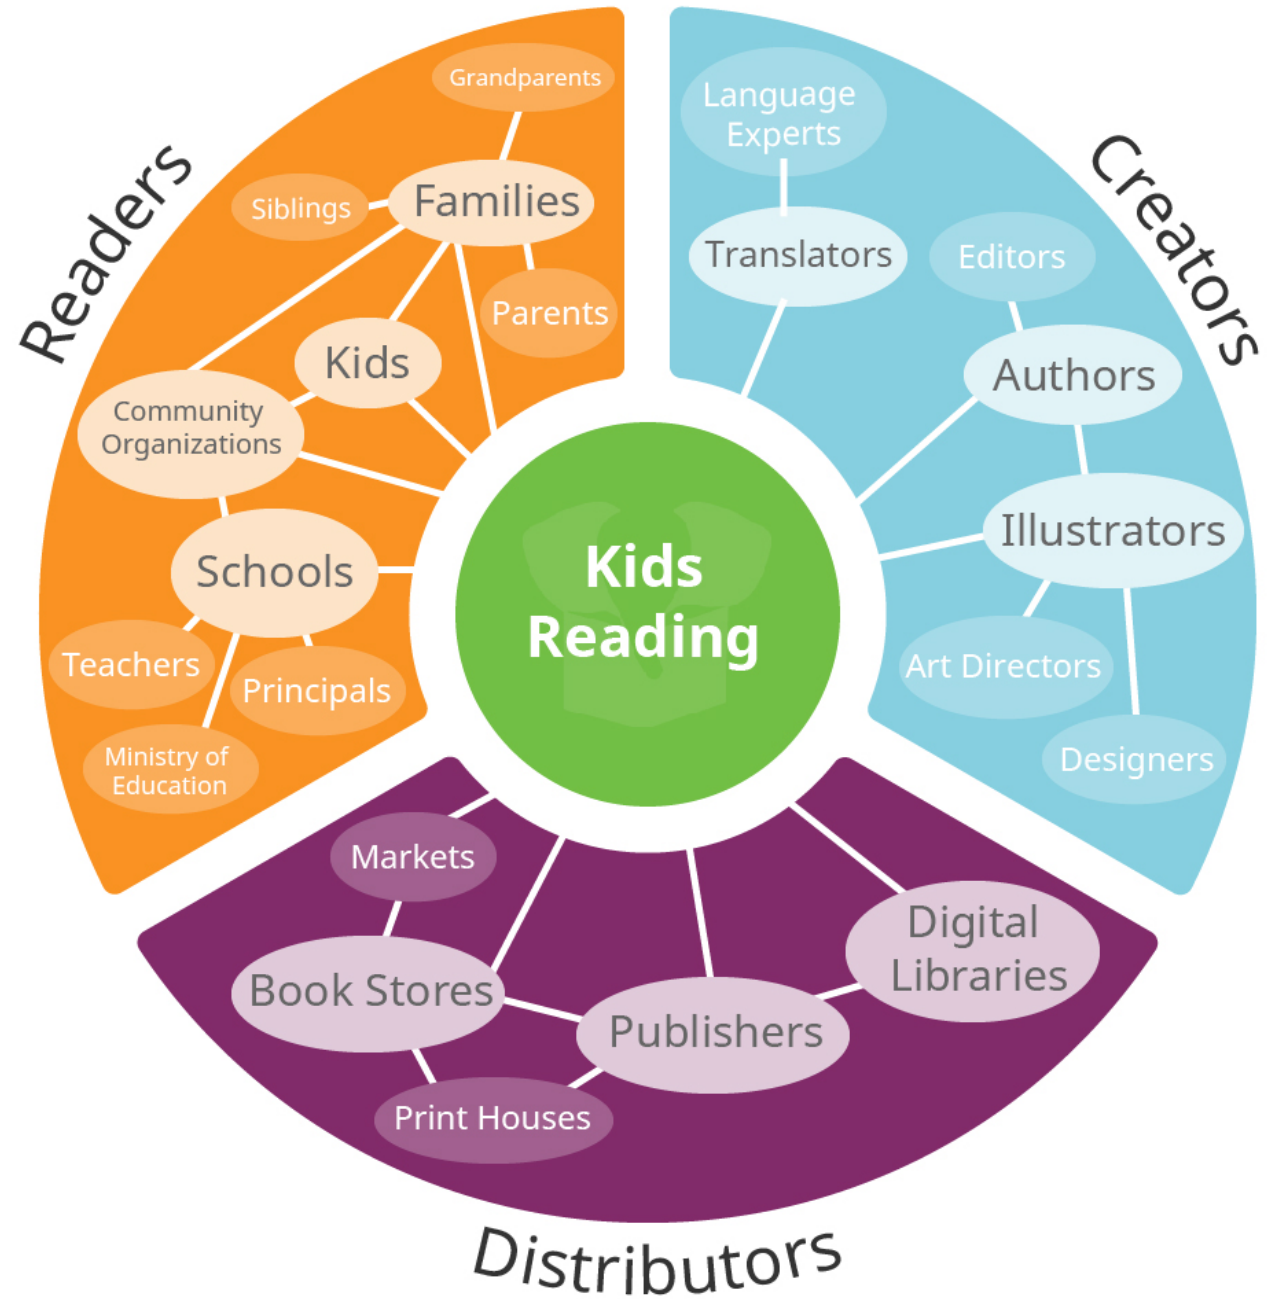 Readers
Grandparents
Siblings
Families
Parents
Kids
Community
Organizations
Schools
Teachers
Principals
Ministry of
Education
Creators
Language
Experts
Translators
Editors
Authors
Illustrators
Art Directors
Designers
Kids
Reading
Markets
Book Stores
Print Houses
Publishers
Digital
Libraries
Distributors